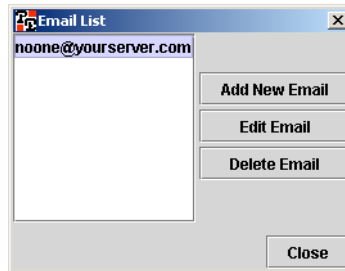 Email List
noone@yourserver.com
Add New Email
Edit Email
Delete Email
Close